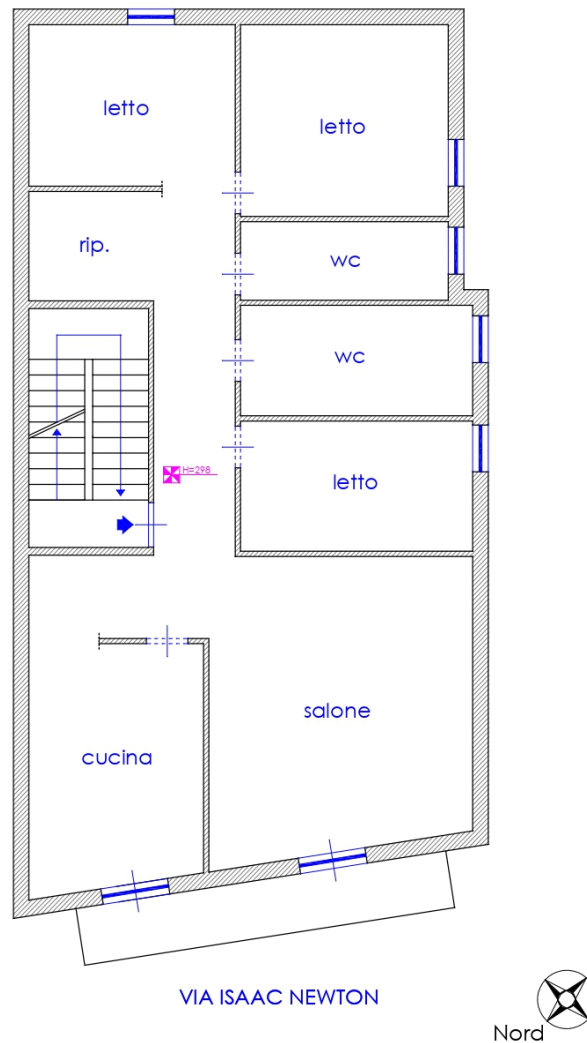 letto
letto
rip.
wc
wc
H=298
letto
salone
cucina
VIA ISAAC NEWTON
Nord